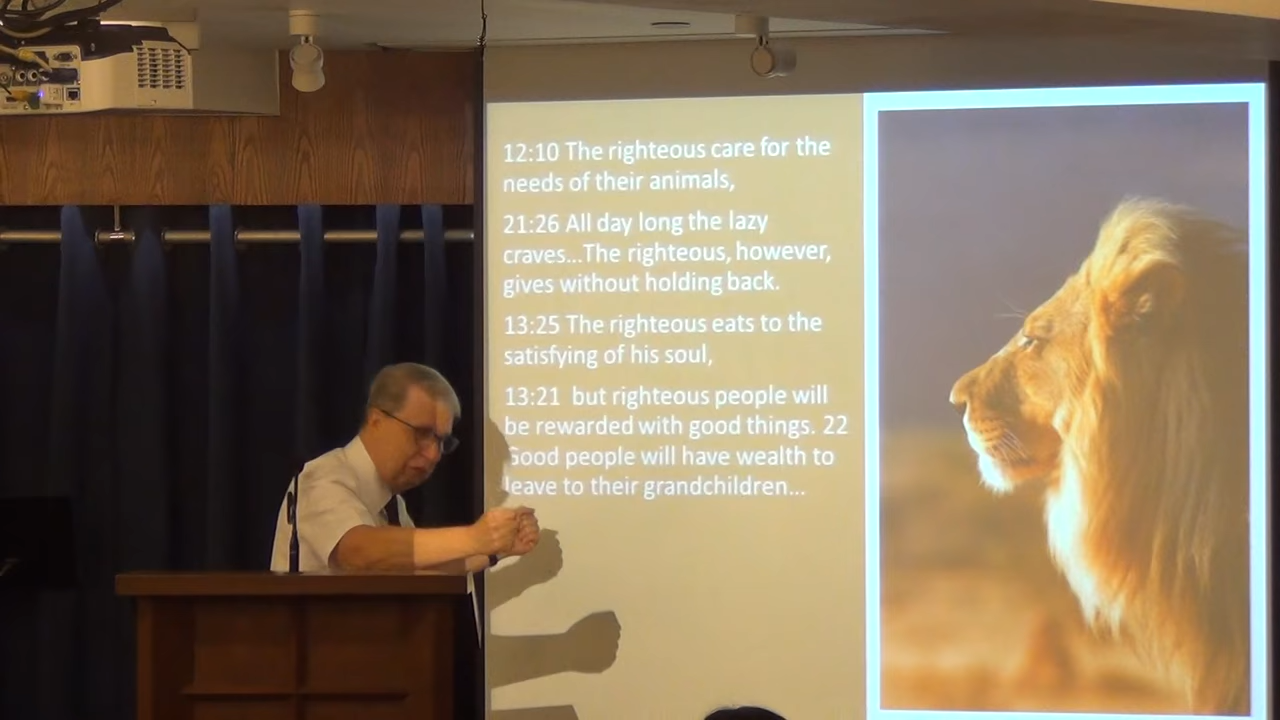 12:10 The righteous care for the
needs of their animals,
21:26 All day long the lazy
craves...The righteous, however,
gives without holding back.
13:25 The righteous eats to the
satisfying of his soul,
13:21 but righteous people will
be rewarded with good things. 22
Good people will have wealth to
leave to their grandchildren...